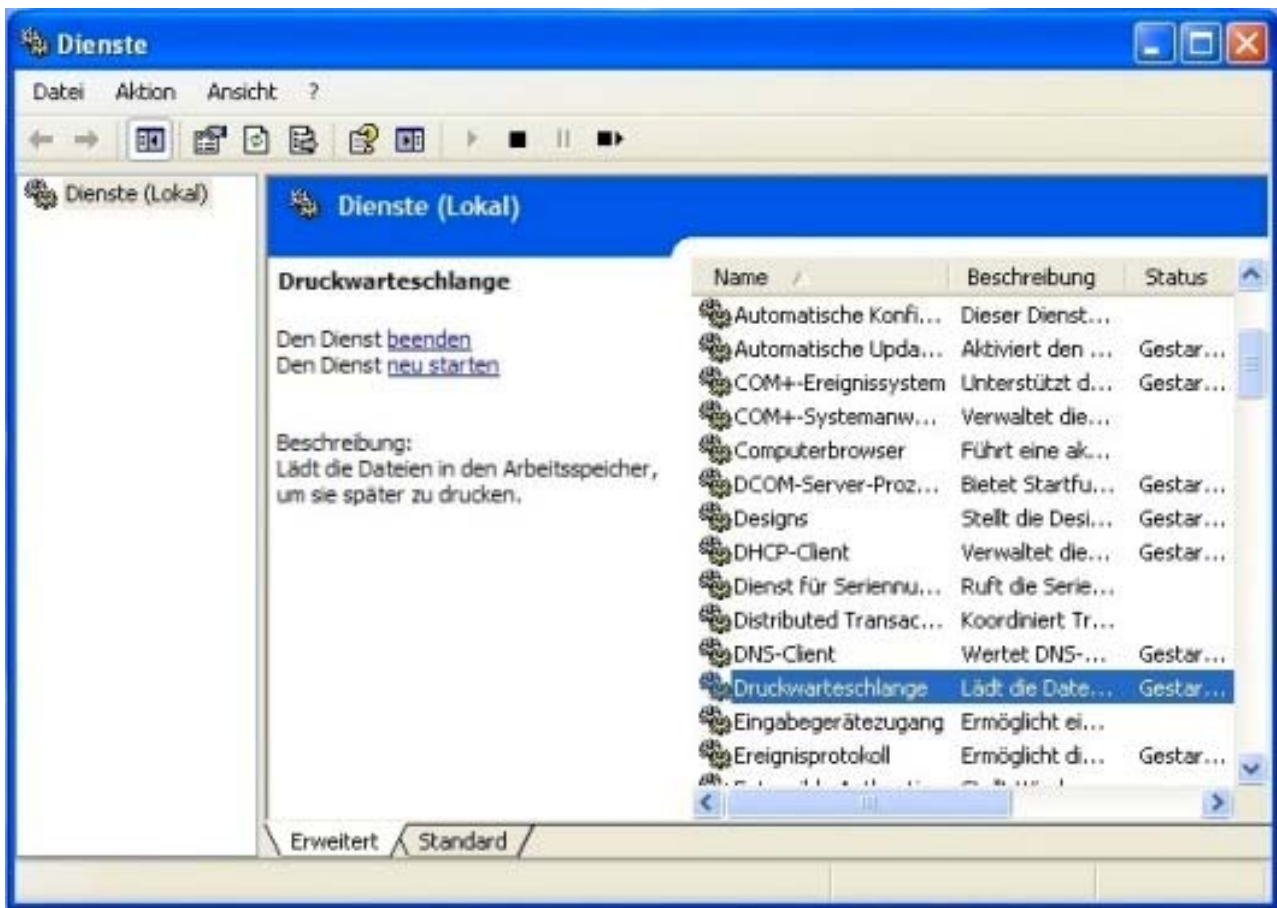 Dienste
Datei Aktion Ansicht ?
Dienste (Lokal)
Dienste (Lokal)
Druckwarteschlange
Den Dienst beenden
Den Dienst neu starten
Beschreibung:
Lädt die Dateien in den Arbeitsspeicher,
um sie später zu drucken.
Name Beschreibung Status
Automatische Konfi... Dieser Dienst...
Automatische Upda... Aktiviert den ... Gestar...
COM+-Ereignissystem Unterstützt d... Gestar...
COM+-Systemanw... Verwaltet die...
Computerbrowser Führt eine ak...
DCOM-Server-Proz... Bietet Startfu... Gestar...
Designs Stellt die Desi... Gestar...
DHCP-Client Verwaltet die... Gestar...
Dienst für Seriennu... Ruft die Serie...
Distributed Transac... Koordiniert Tr...
DNS-Client Wertet DNS-... Gestar...
Druckwarteschlange Lädt die Date... Gestar...
Eingabegerätezugang Ermöglicht ei...
Ereignisprotokoll Ermöglicht di... Gestar...
Erweitert Standard